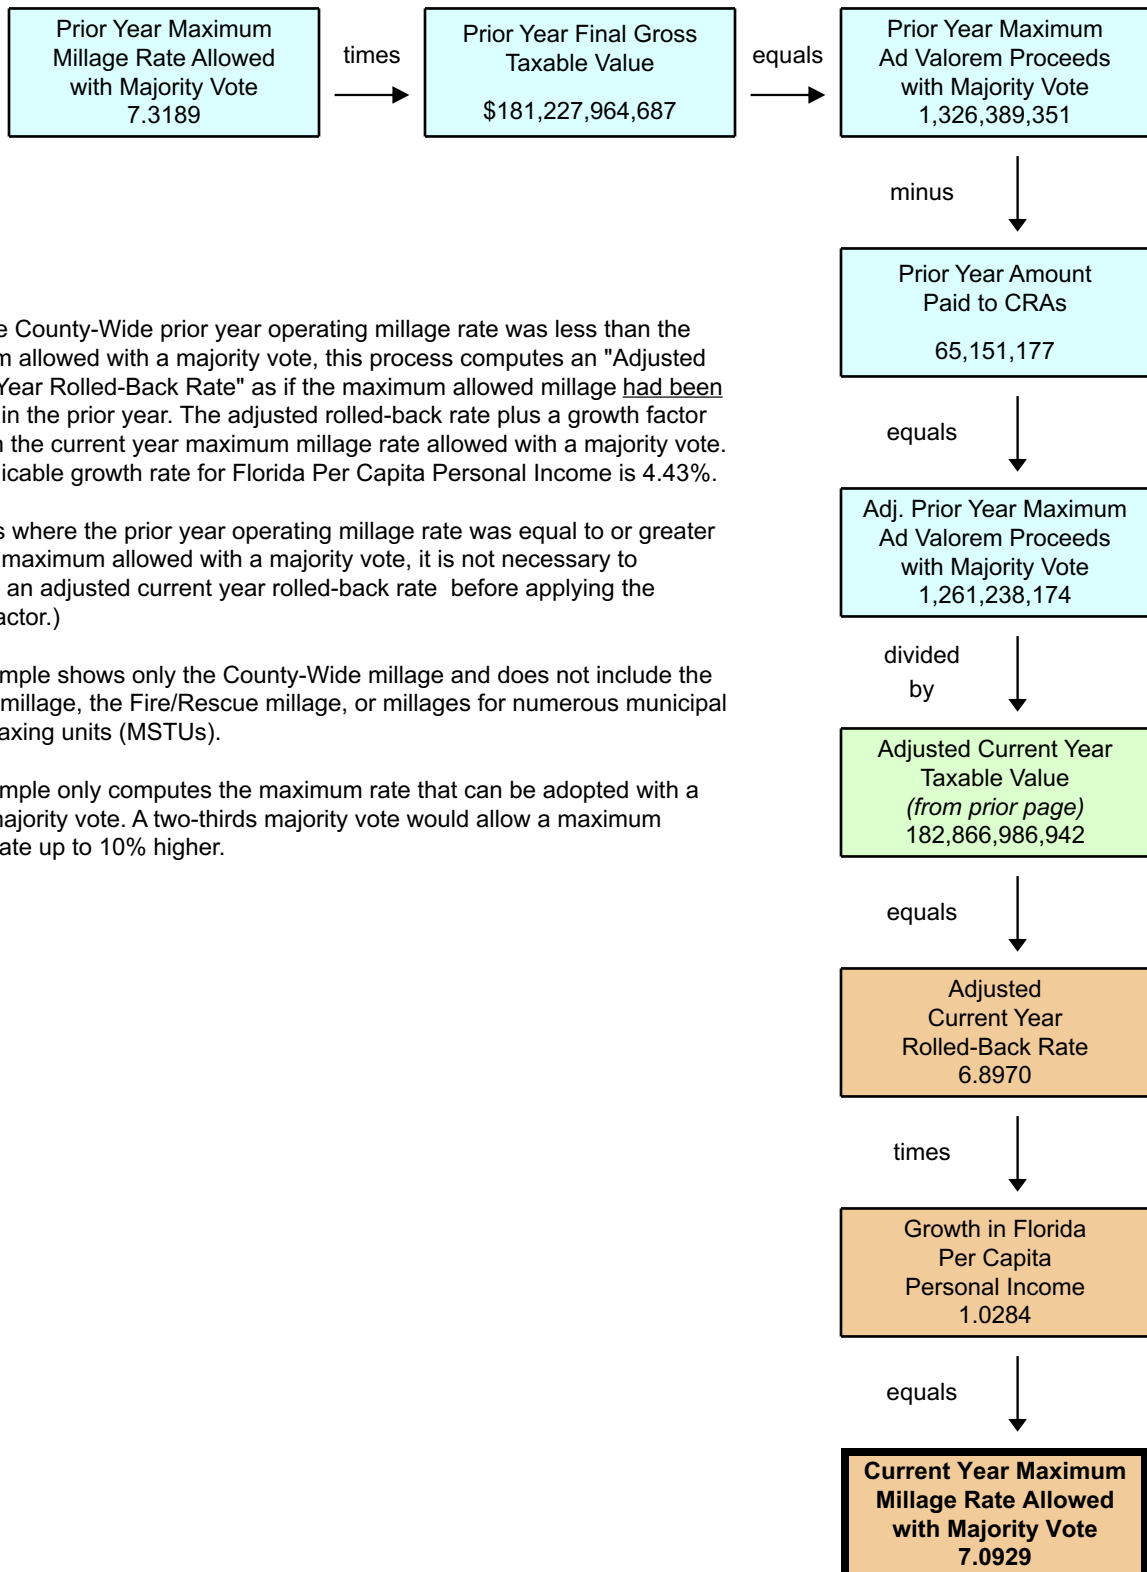 Prior Year Maximum
Millage Rate Allowed
with Majority Vote
7.3189
times
Prior Year Final Gross
Taxable Value
$181,227,964,687
equals
Prior Year Maximum
Ad Valorem Proceeds
with Majority Vote
1,326,389,351
minus
Prior Year Amount
Paid to CRAs
65,151,177
equals
Adj. Prior Year Maximum
Ad Valorem Proceeds
with Majority Vote
1,261,238,174
divided
by
Adjusted Current Year
Taxable Value
(from prior page)
182,866,986,942
equals
Adjusted
Current Year
Rolled-Back Rate
6.8970
times
Growth in Florida
Per Capita
Personal Income
1.0284
equals
Current Year Maximum
Millage Rate Allowed
with Majority Vote
7.0929
e County-Wide prior year operating millage rate was less than the
m allowed with a majority vote, this process computes an "Adjusted
Year Rolled-Back Rate" as if the maximum allowed millage had been
in the prior year. The adjusted rolled-back rate plus a growth factor
n the current year maximum millage rate allowed with a majority vote.
licable growth rate for Florida Per Capita Personal Income is 4.43%.
s where the prior year operating millage rate was equal to or greater
maximum allowed with a majority vote, it is not necessary to
an adjusted current year rolled-back rate before applying the
actor.)
mple shows only the County-Wide millage and does not include the
millage, the Fire/Rescue millage, or millages for numerous municipal
axing units (MSTUs).
mple only computes the maximum rate that can be adopted with a
najority vote. A two-thirds majority vote would allow a maximum
ate up to 10% higher.